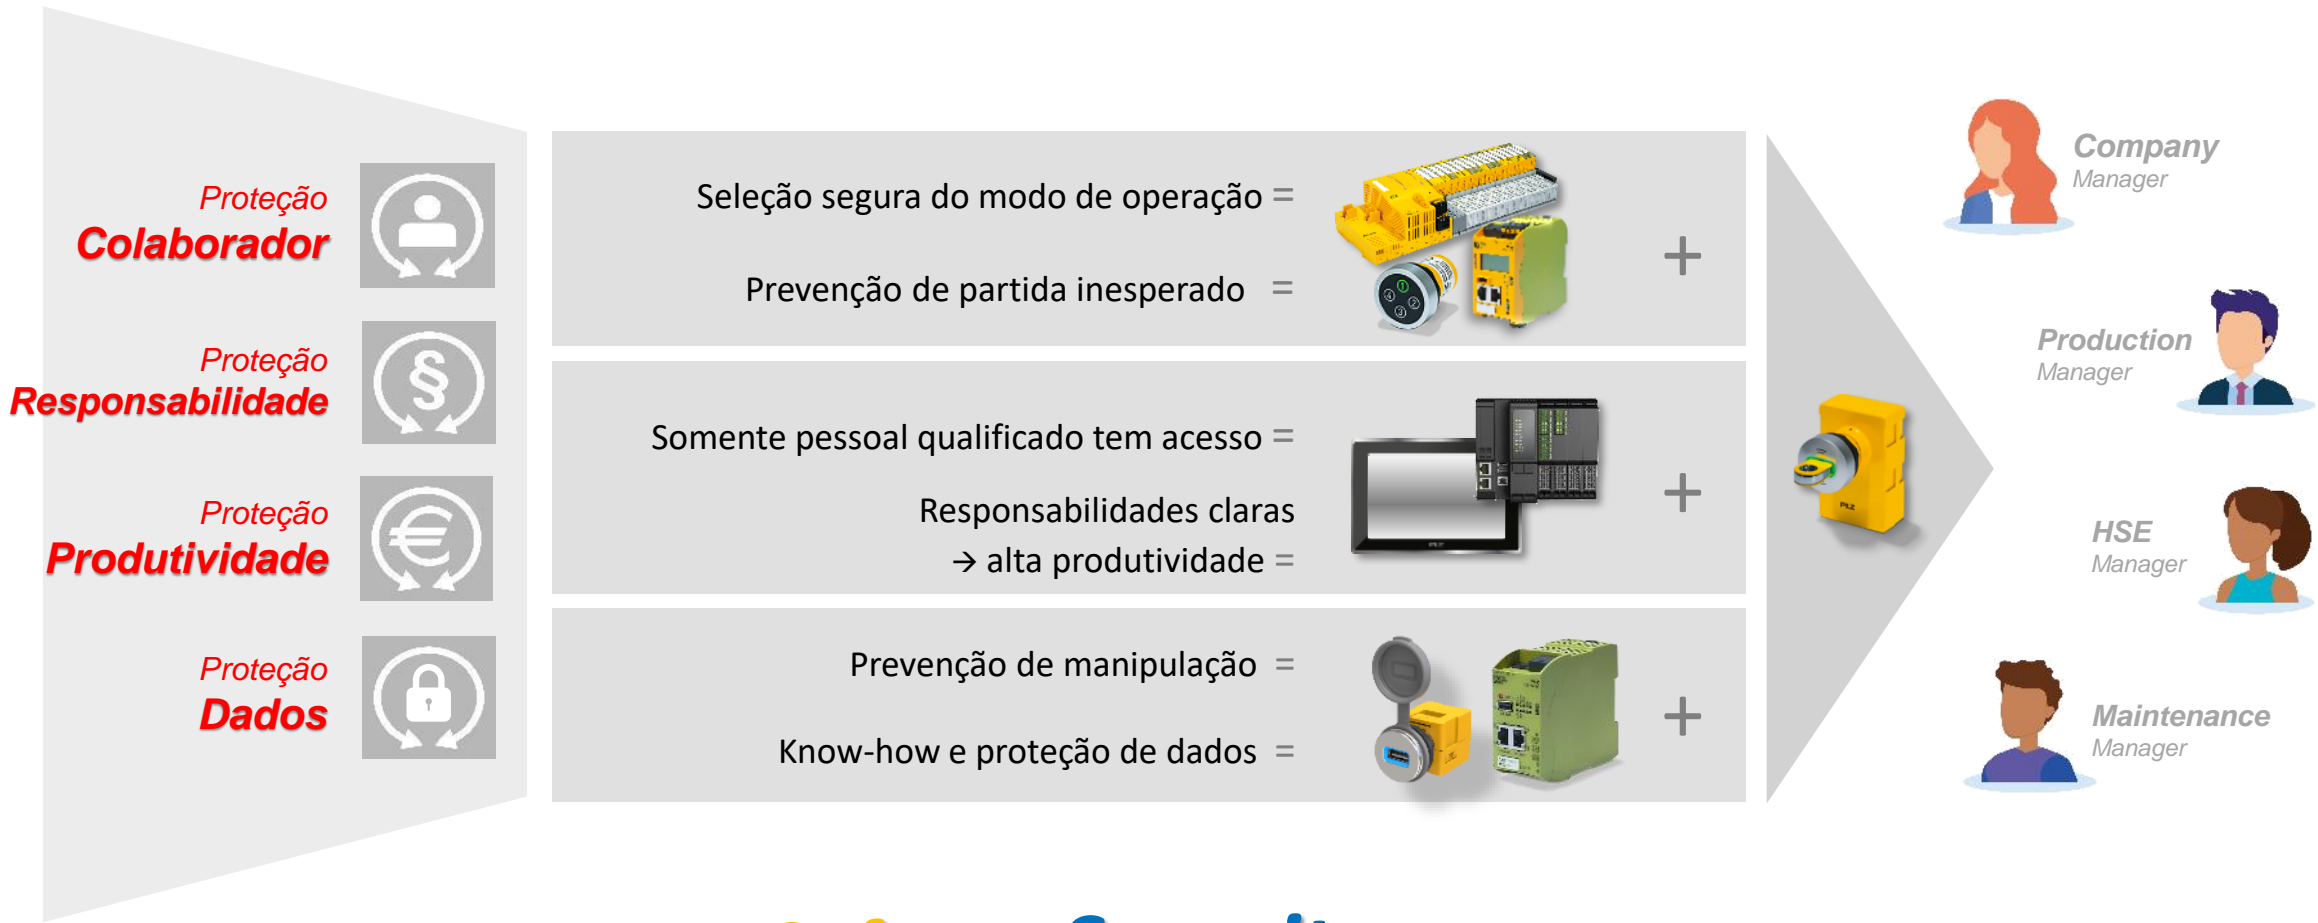 Proteção
Colaborador
Proteção
Responsabilidade
Proteção
Produtividade
Proteção
Dados
Seleção segura do modo de operação =
Prevenção de partida inesperado =
+
Somente pessoal qualificado tem acesso =
Responsabilidades claras
→ alta produtividade =
+
Prevenção de manipulação =
Know-how e proteção de dados =
+
PILZ
Company
Manager
Production
Manager
HSE
Manager
Maintenance
Manager